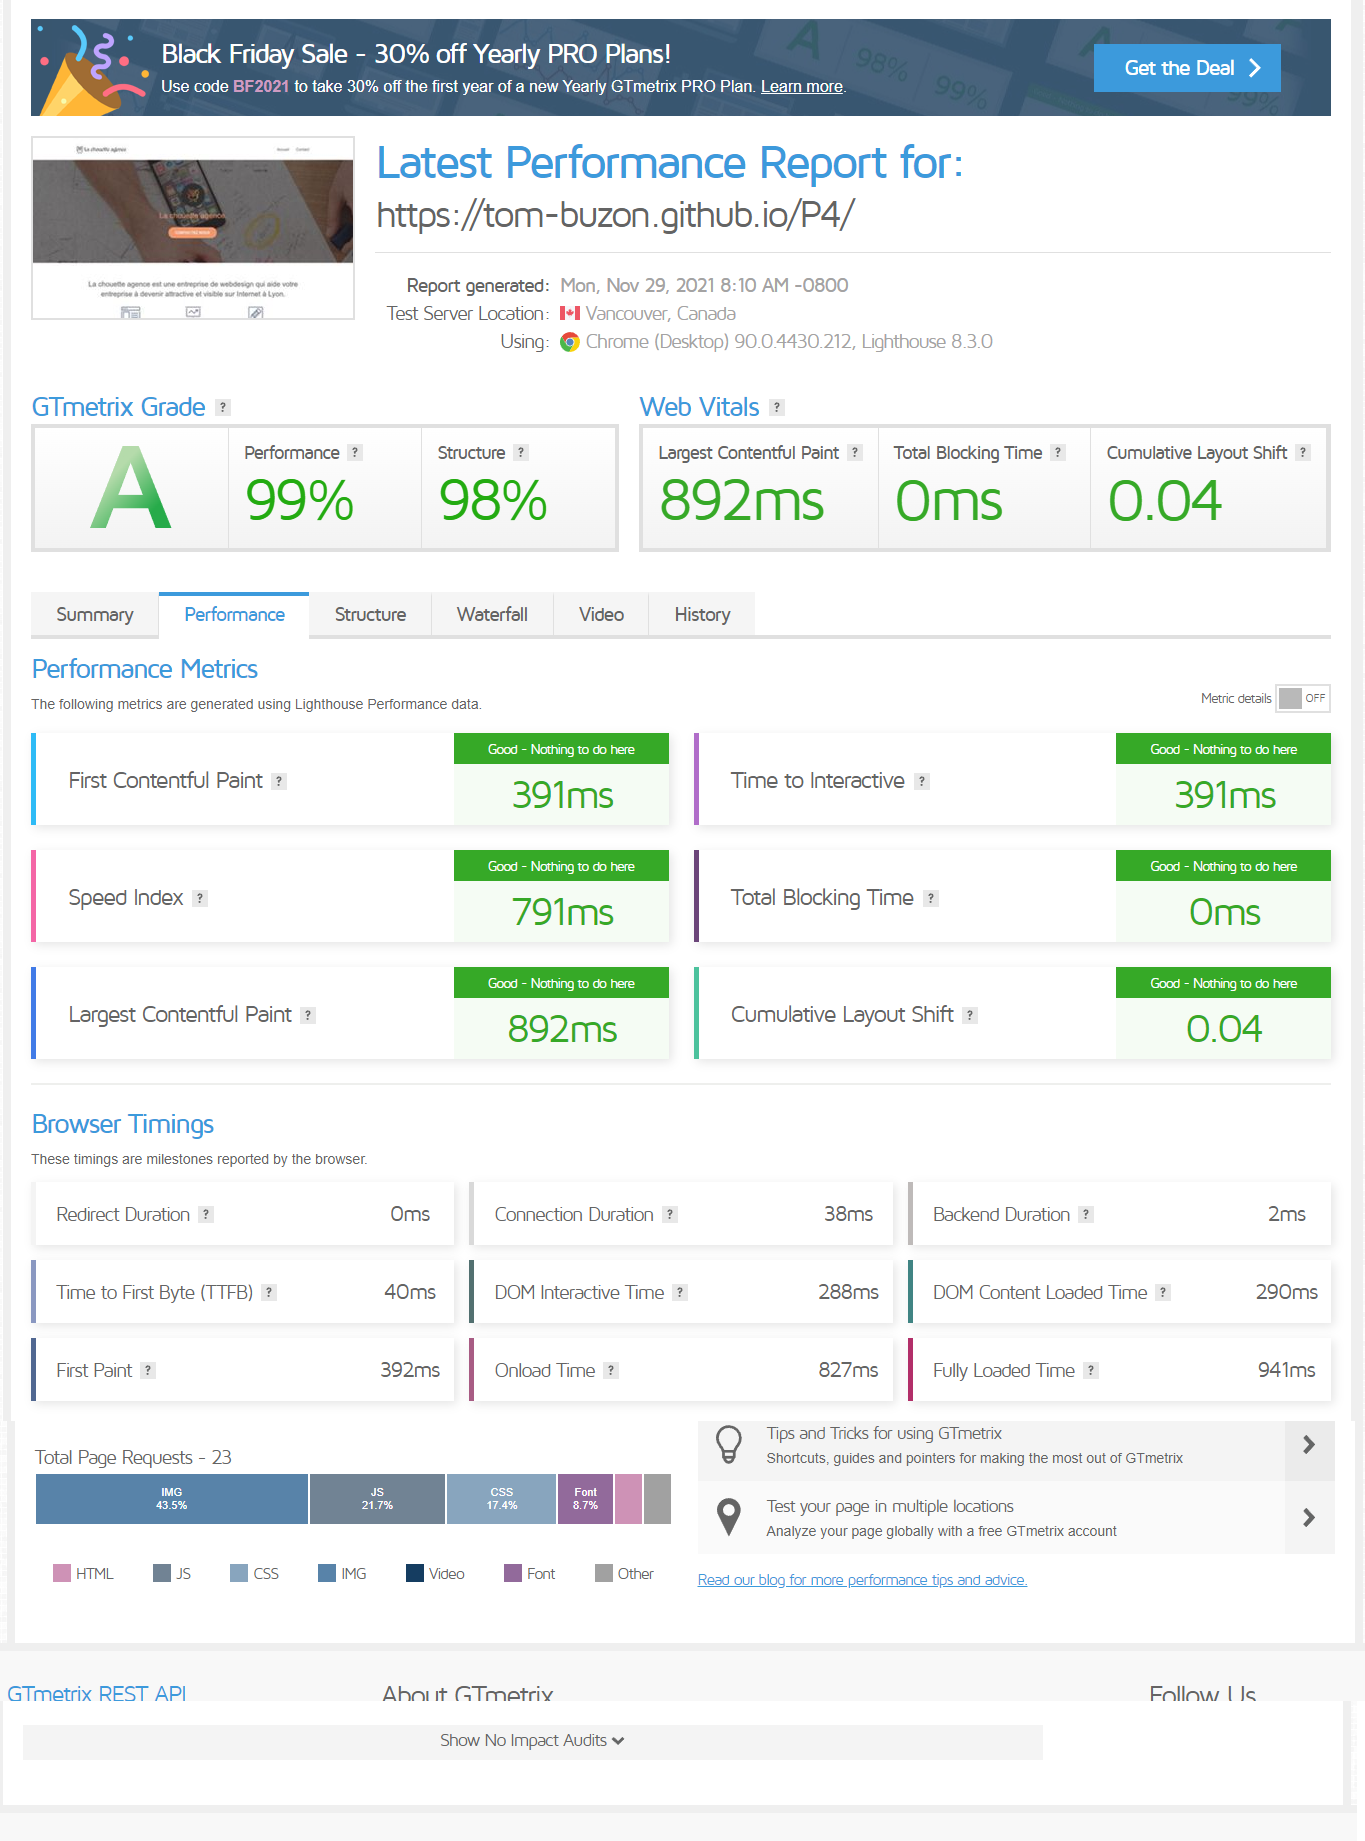 Black Friday Sale - 30% off Yearly PRO Plans!
Use code BF2021 to take 30% off the first year of a new Yearly GTmetrix PRO Plan. Learn more.
Get the Deal
A
98%
99%
A
99%
La chouette agence
Accueil Contact
La chouette agence
CONTACTEZ NOUS
La chouette agence est une entreprise de webdesign qui aide votre
entreprise à devenir attractive et visible sur Internet à Lyon.
Latest Performance Report for:
https://tom-buzon.github.io/P4/
Report generated: Mon, Nov 29, 2021 8:10 AM -0800
Test Server Location: Vancouver, Canada
Using: Chrome (Desktop) 90.0.4430.212, Lighthouse 8.3.0
GTmetrix Grade ?
A
Performance ?
99%
Structure ?
98%
Web Vitals ?
Largest Contentful Paint ?
892ms
Total Blocking Time ?
0ms
Cumulative Layout Shift ?
0.04
Summary Performance Structure Waterfall Video History
Performance Metrics
The following metrics are generated using Lighthouse Performance data.
Metric details OFF
First Contentful Paint ?
Good - Nothing to do here
391ms
Time to Interactive ?
Good - Nothing to do here
391ms
Speed Index ?
Good - Nothing to do here
791ms
Total Blocking Time ?
Good - Nothing to do here
0ms
Largest Contentful Paint ?
Good - Nothing to do here
892ms
Cumulative Layout Shift ?
Good - Nothing to do here
0.04
Browser Timings
These timings are milestones reported by the browser.
Redirect Duration ? 0ms
Connection Duration ? 38ms
Backend Duration ? 2ms
Time to First Byte (TTFB) ? 40ms
DOM Interactive Time ? 288ms
DOM Content Loaded Time ? 290ms
First Paint ? 392ms
Onload Time ? 827ms
Fully Loaded Time ? 941ms
Total Page Requests - 23
IMG
43.5%
JS
21.7%
CSS
17.4%
Font
8.7%
HTML JS CSS IMG Video Font Other
Tips and Tricks for using GTmetrix
Shortcuts, guides and pointers for making the most out of GTmetrix
Test your page in multiple locations
Analyze your page globally with a free GTmetrix account
Read our blog for more performance tips and advice.
GTmetrix REST API
About GTmetrix
Follow Us
Show No Impact Audits